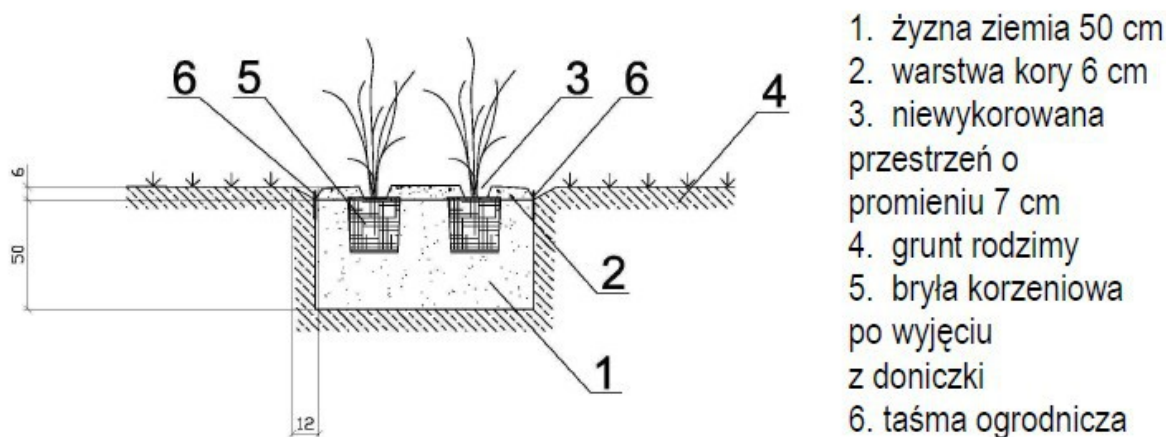 1. żyzna ziemia 50 cm
2. warstwa kory 6 cm
3. niewykorowana
przestrzeń o
promieniu 7 cm
4. grunt rodzimy
5. bryła korzeniowa
po wyjęciu
z doniczki
6. taśma ogrodnicza
6 5 3 6 4
6
50
2
1
12